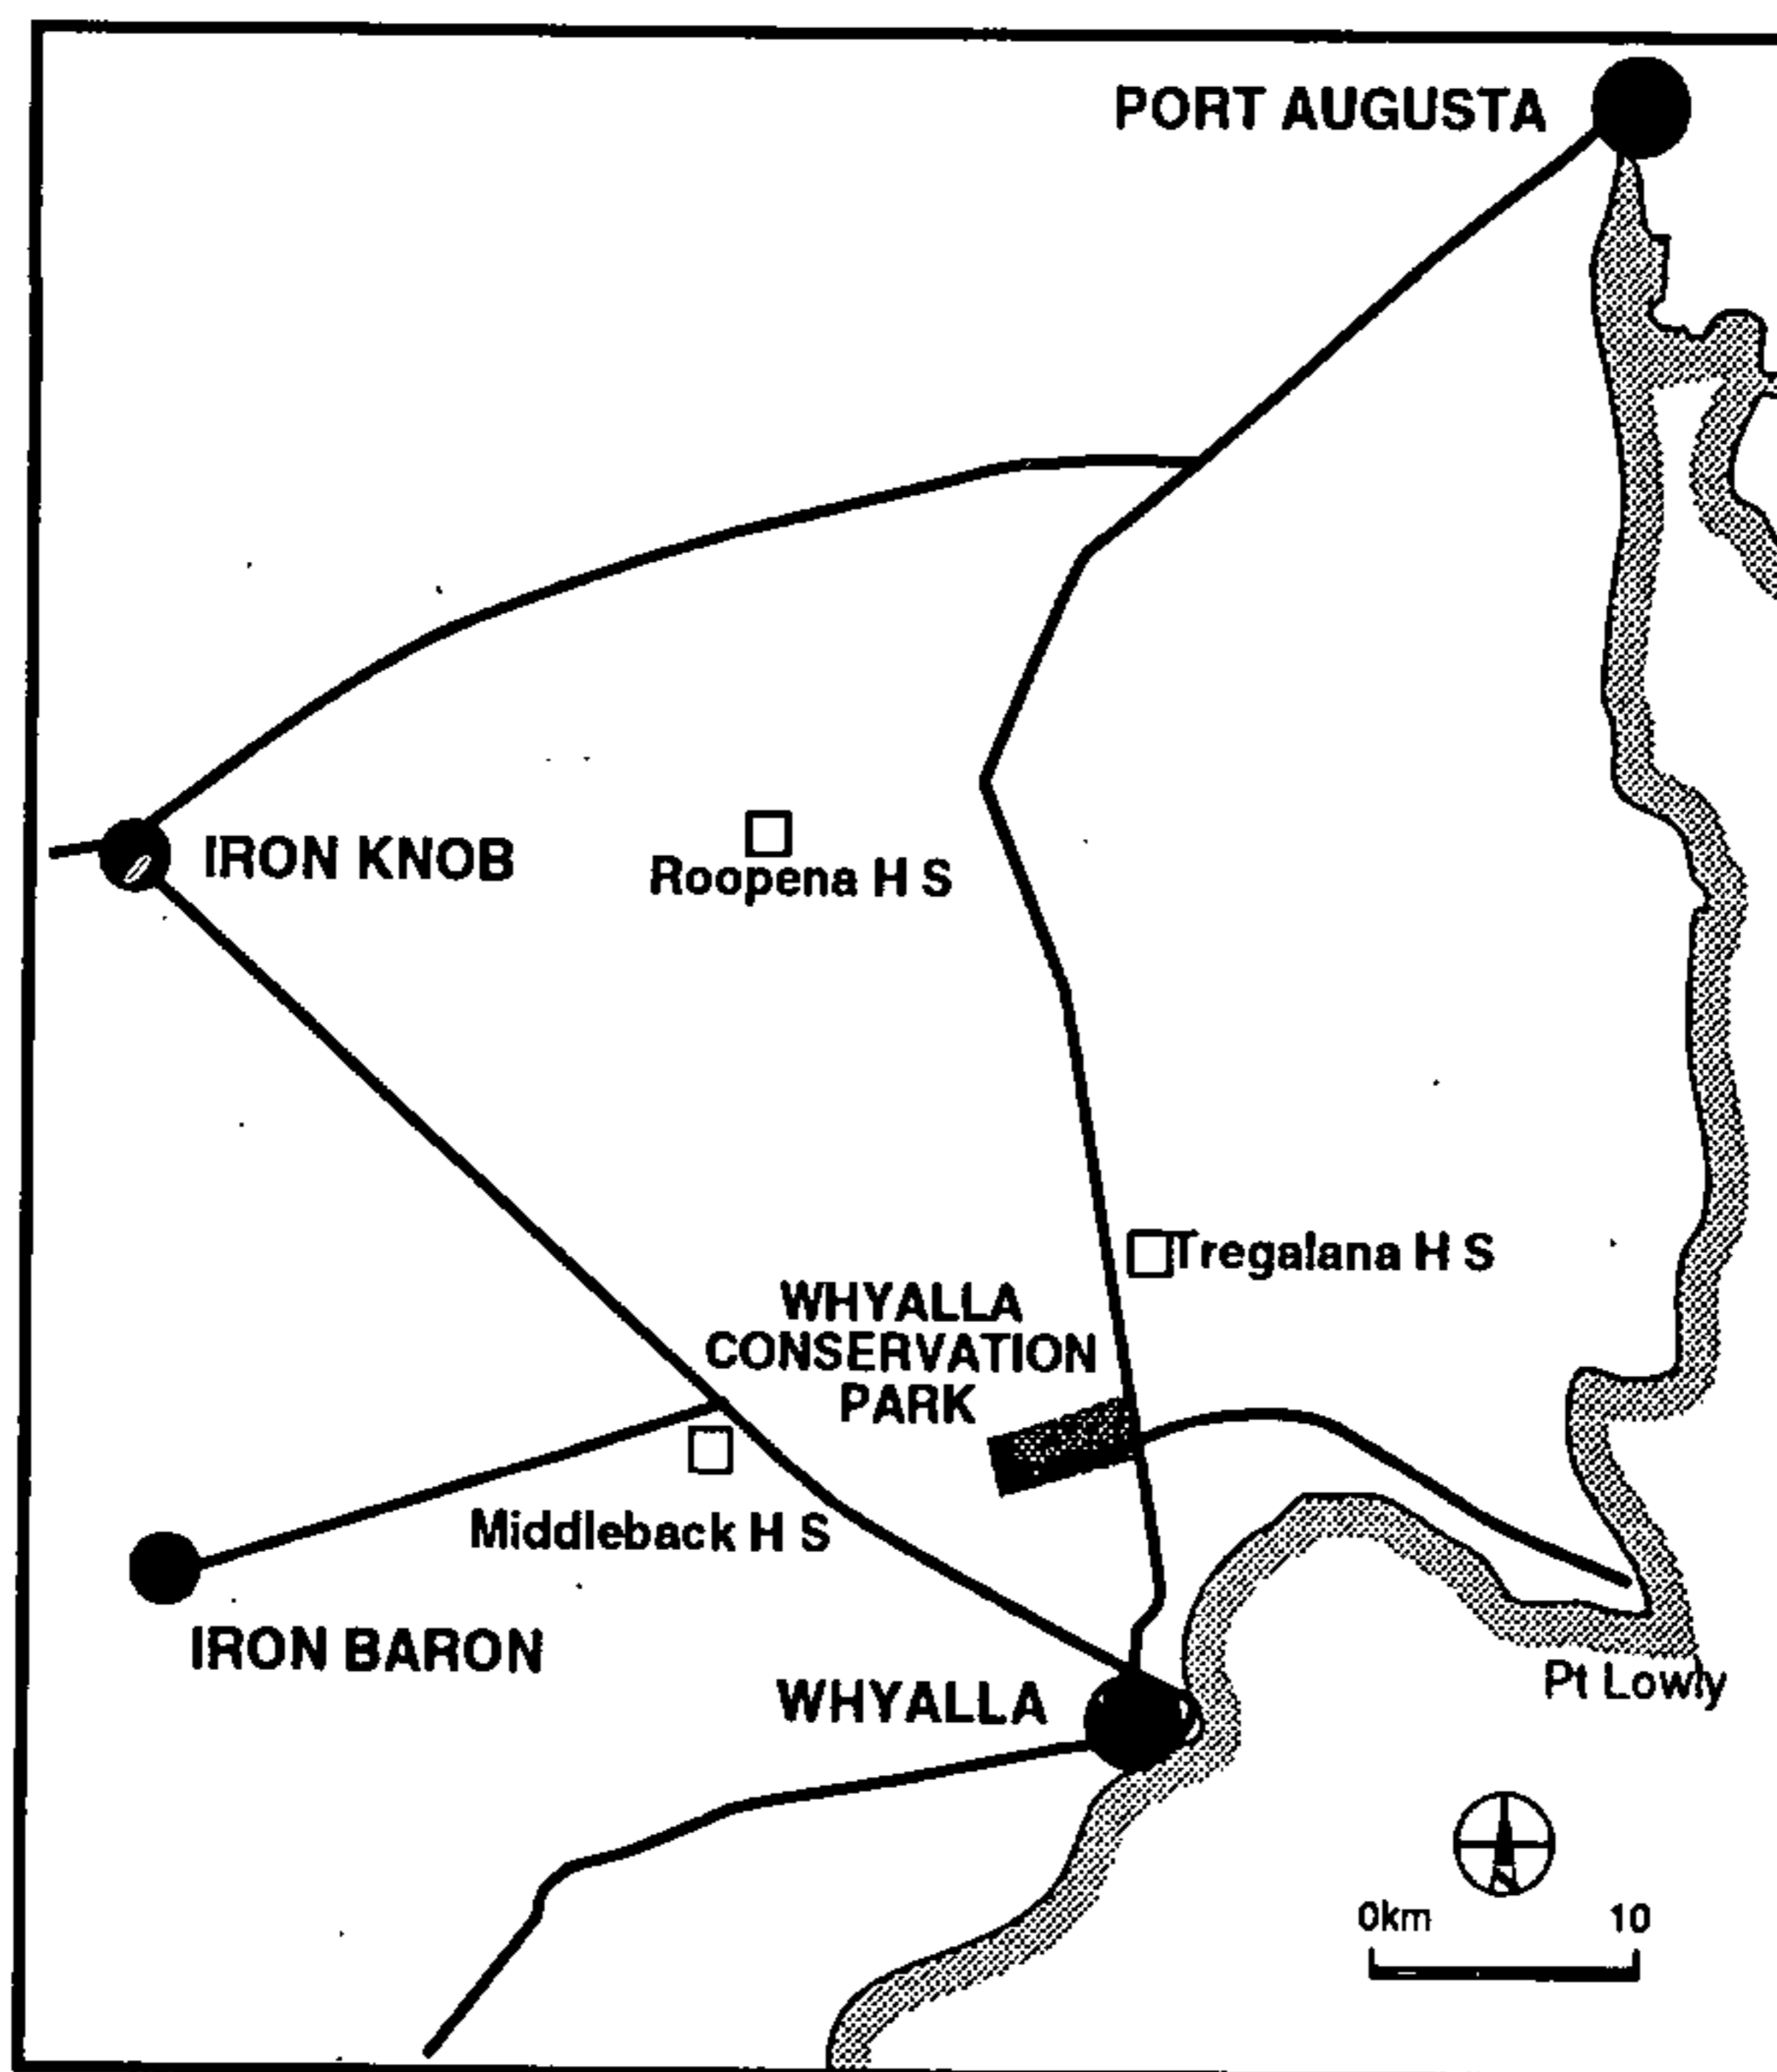 PORT AUGUSTA
IRON KNOB
Roopena H S
Tregalana H S
WHYALLA
CONSERVATION
PARK
Middleback H S
IRON BARON
WHYALLA
Pt Lowly
N
0km 10